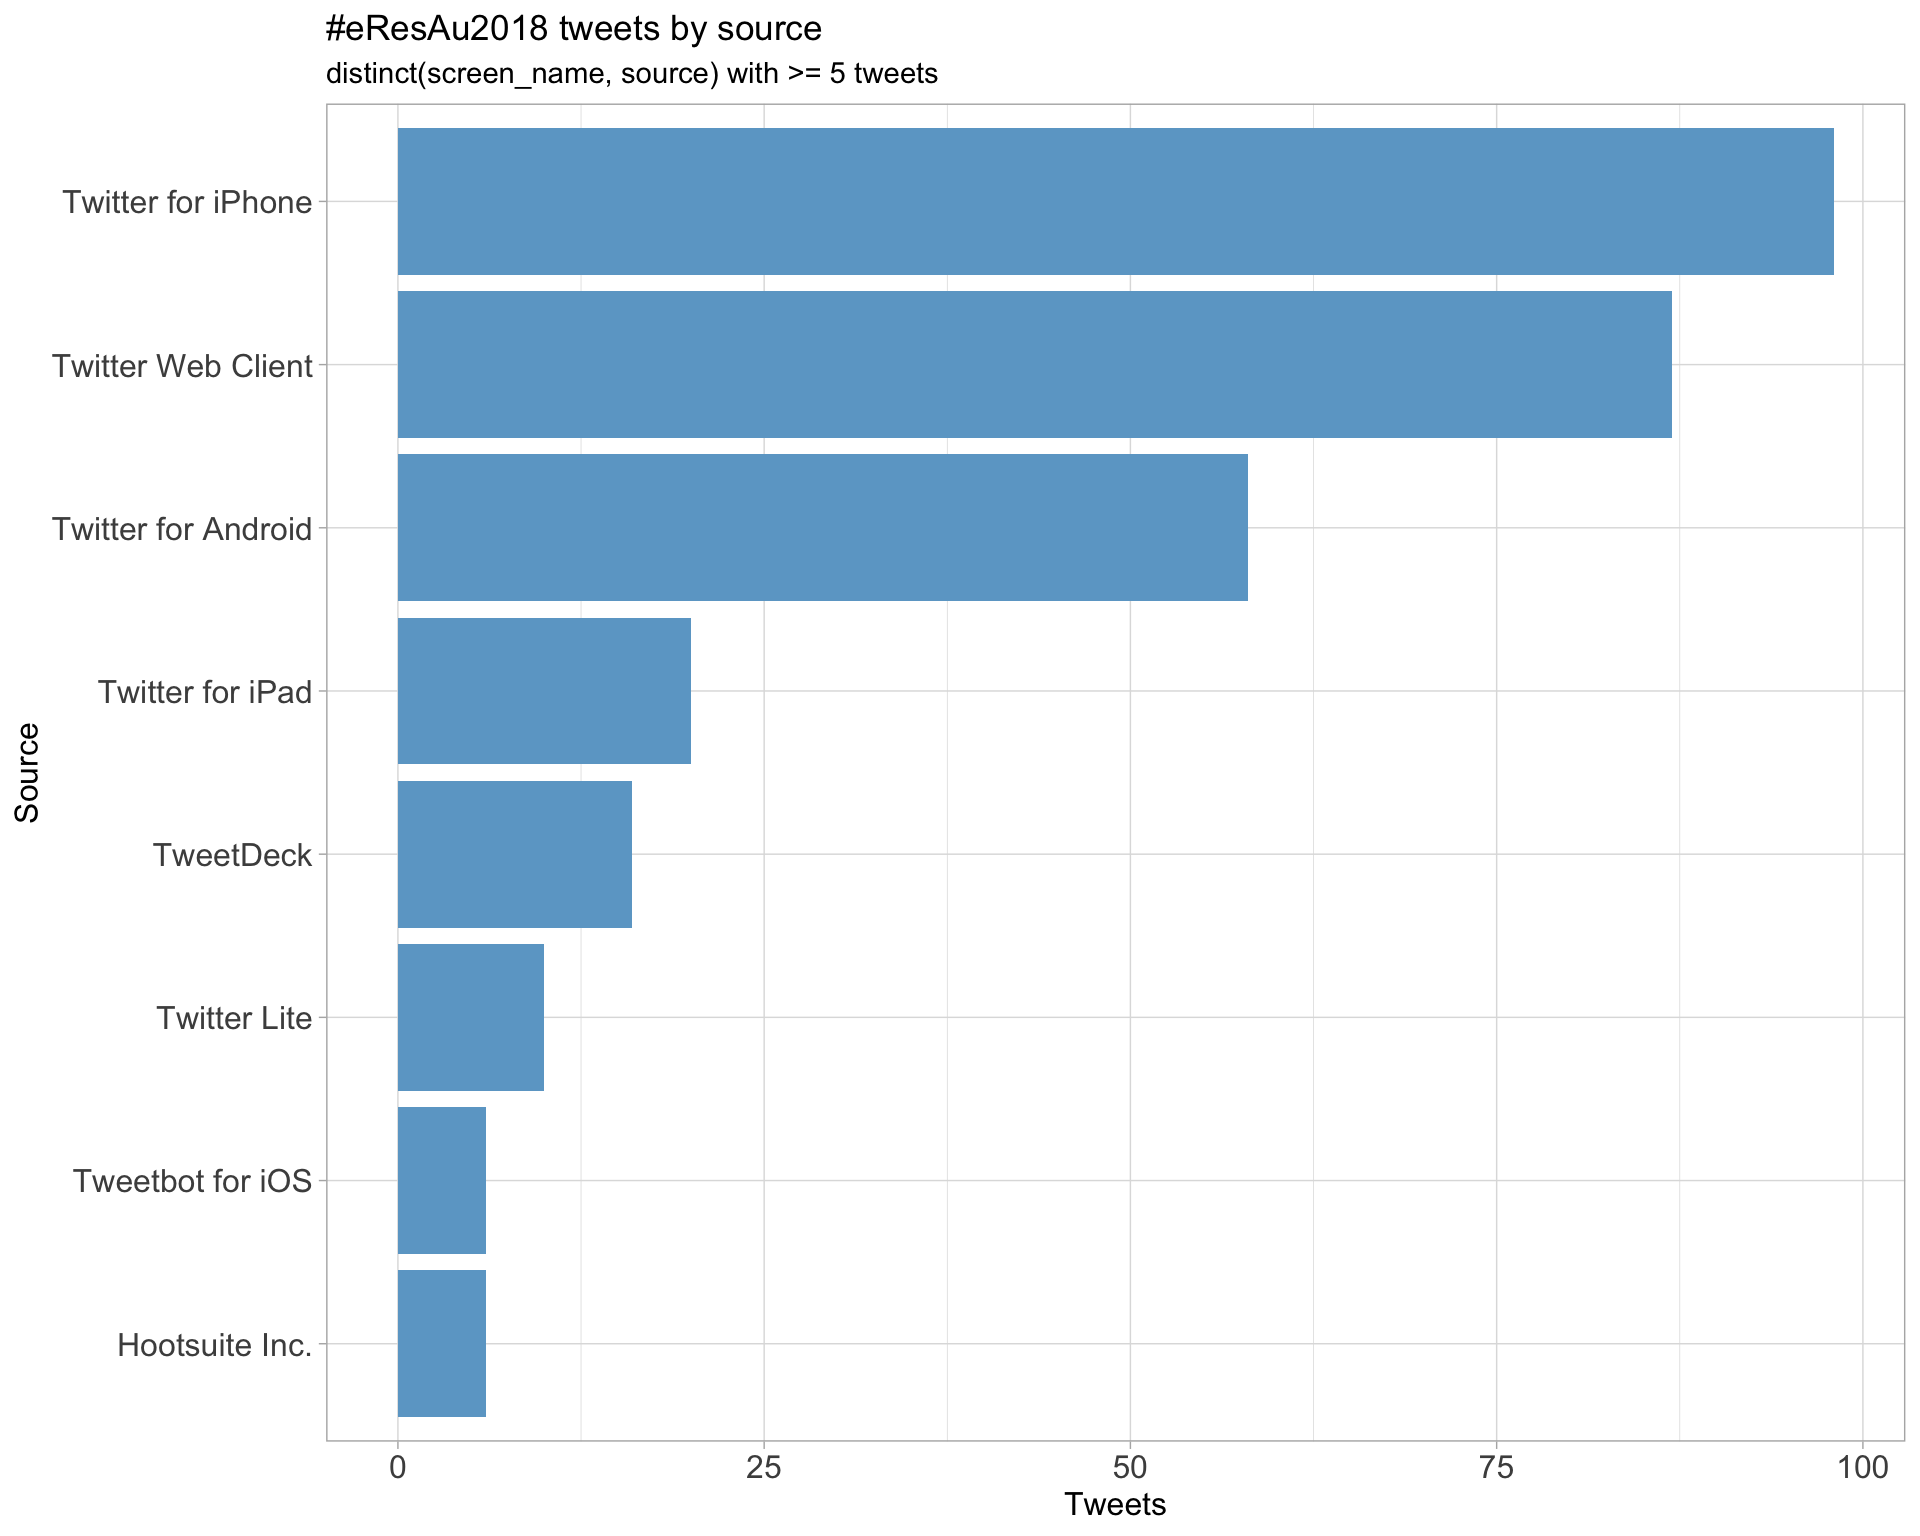 #eResAu2018 tweets by source
distinct(screen_name, source) with >= 5 tweets
Source
Twitter for iPhone
Twitter Web Client
Twitter for Android
Twitter for iPad
TweetDeck
Twitter Lite
Tweetbot for iOS
Hootsuite Inc.
0 25 50 75 100
Tweets